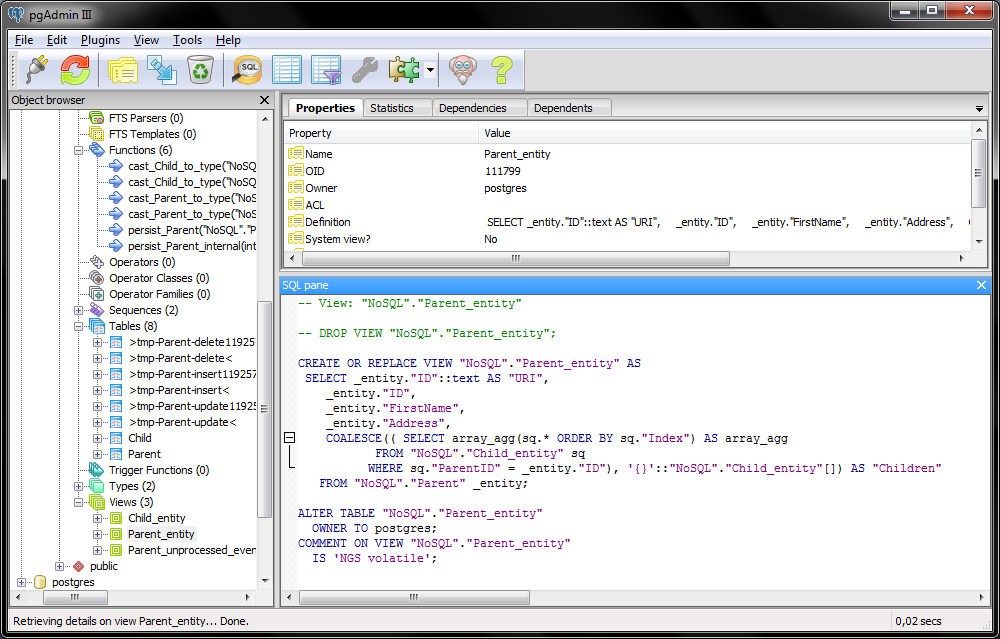 pgAdmin III
File Edit Plugins View Tools Help
SQL
Object browser
FTS Parsers (0)
FTS Templates (0)
Functions (6)
cast_Child_to_type("NoSQ
cast_Child_to_type("NoSQ
cast_Parent_to_type("NoS
cast_Parent_to_type("NoS
persist_Parent("NoSQL"."P
persist_Parent_internal(int
Operators (0)
Operator Classes (0)
Operator Families (0)
Sequences (2)
Tables (8)
>tmp-Parent-delete11925
>tmp-Parent-delete<
>tmp-Parent-insert119257
>tmp-Parent-insert<
>tmp-Parent-update11925
>tmp-Parent-update<
Child
Parent
Trigger Functions (0)
Types (2)
Views (3)
Child_entity
Parent_entity
Parent_unprocessed_even
public
postgres
Properties Statistics Dependencies Dependents
Property Value
Name Parent_entity
OID 111799
Owner postgres
ACL
Definition SELECT _entity."ID"::text AS "URI", _entity."ID", _entity."FirstName", _entity."Address",
System view? No
SQL pane
-- View: "NoSQL"."Parent_entity"
-- DROP VIEW "NoSQL"."Parent_entity";
CREATE OR REPLACE VIEW "NoSQL"."Parent_entity" AS
SELECT _entity."ID"::text AS "URI",
_entity."ID",
_entity."FirstName",
_entity."Address",
COALESCE(( SELECT array_agg(sq.* ORDER BY sq."Index") AS array_agg
FROM "NoSQL"."Child_entity" sq
WHERE sq."ParentID" = _entity."ID"), '{}'::"NoSQL"."Child_entity"[]) AS "Children"
FROM "NoSQL"."Parent" _entity;
ALTER TABLE "NoSQL"."Parent_entity"
OWNER TO postgres;
COMMENT ON VIEW "NoSQL"."Parent_entity"
IS 'NGS volatile';
Retrieving details on view Parent_entity... Done. 0,02 secs